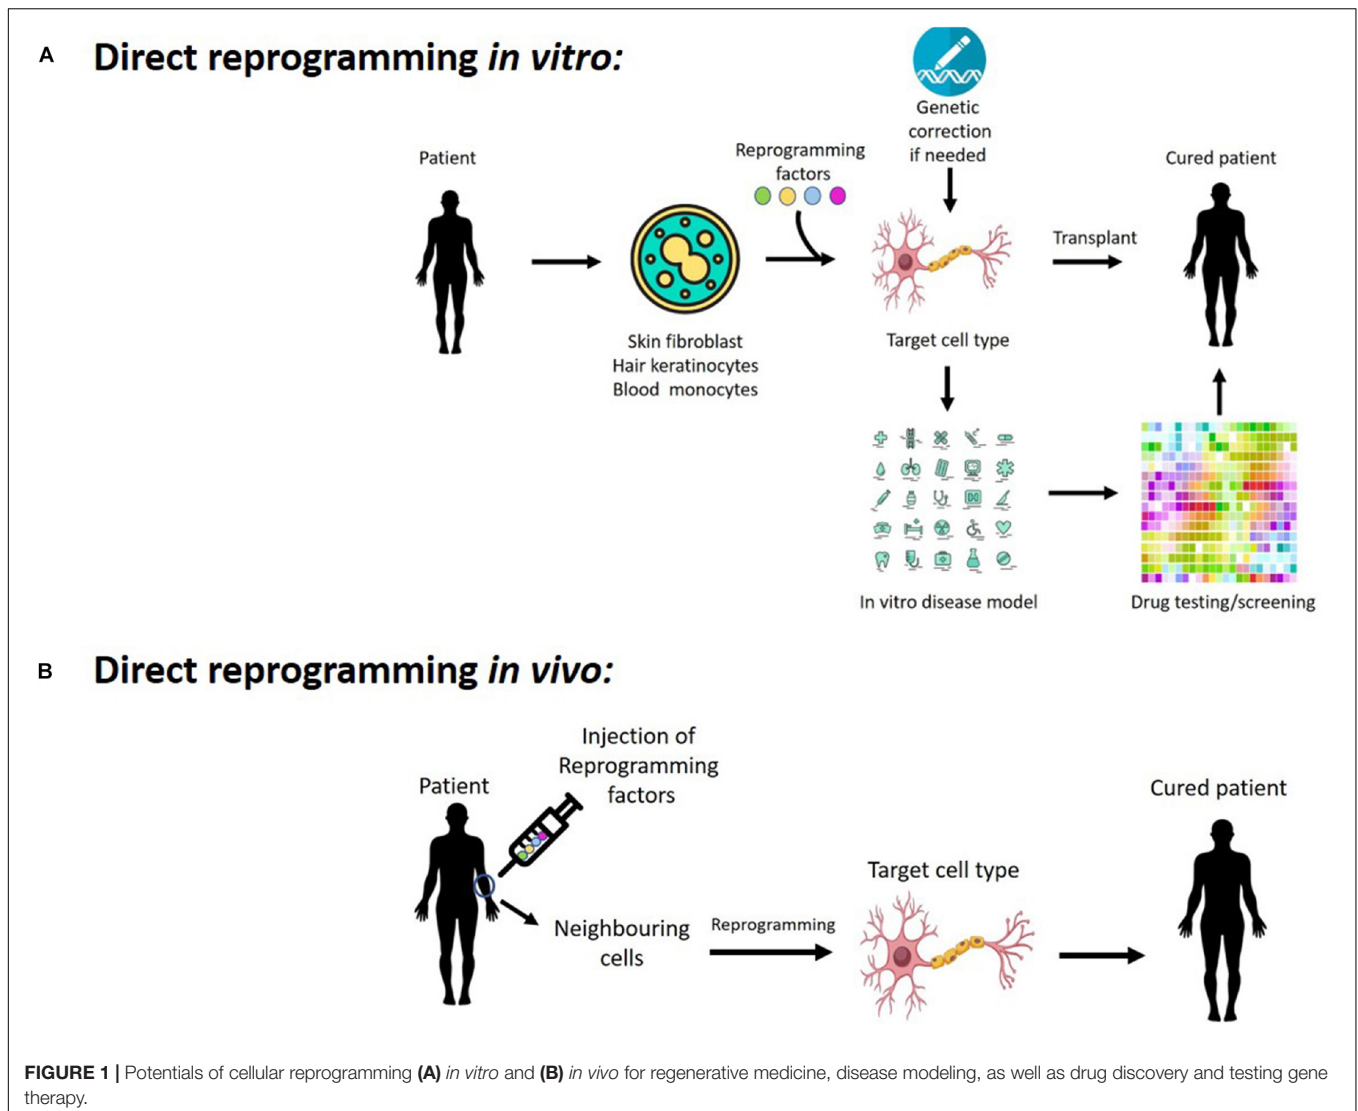 A
Direct reprogramming in vitro:
Genetic
correction
if needed
Patient
Reprogramming
factors
Cured patient
Transplant
Skin fibroblast
Hair keratinocytes
Blood monocytes
Target cell type
In vitro disease model
Drug testing/screening
B
Direct reprogramming in vivo:
Injection of
Reprogramming
factors
Patient
Cured patient
Target cell type
Neighbouring
cells
Reprogramming
FIGURE 1 | Potentials of cellular reprogramming (A) in vitro and (B) in vivo for regenerative medicine, disease modeling, as well as drug discovery and testing gene
therapy.